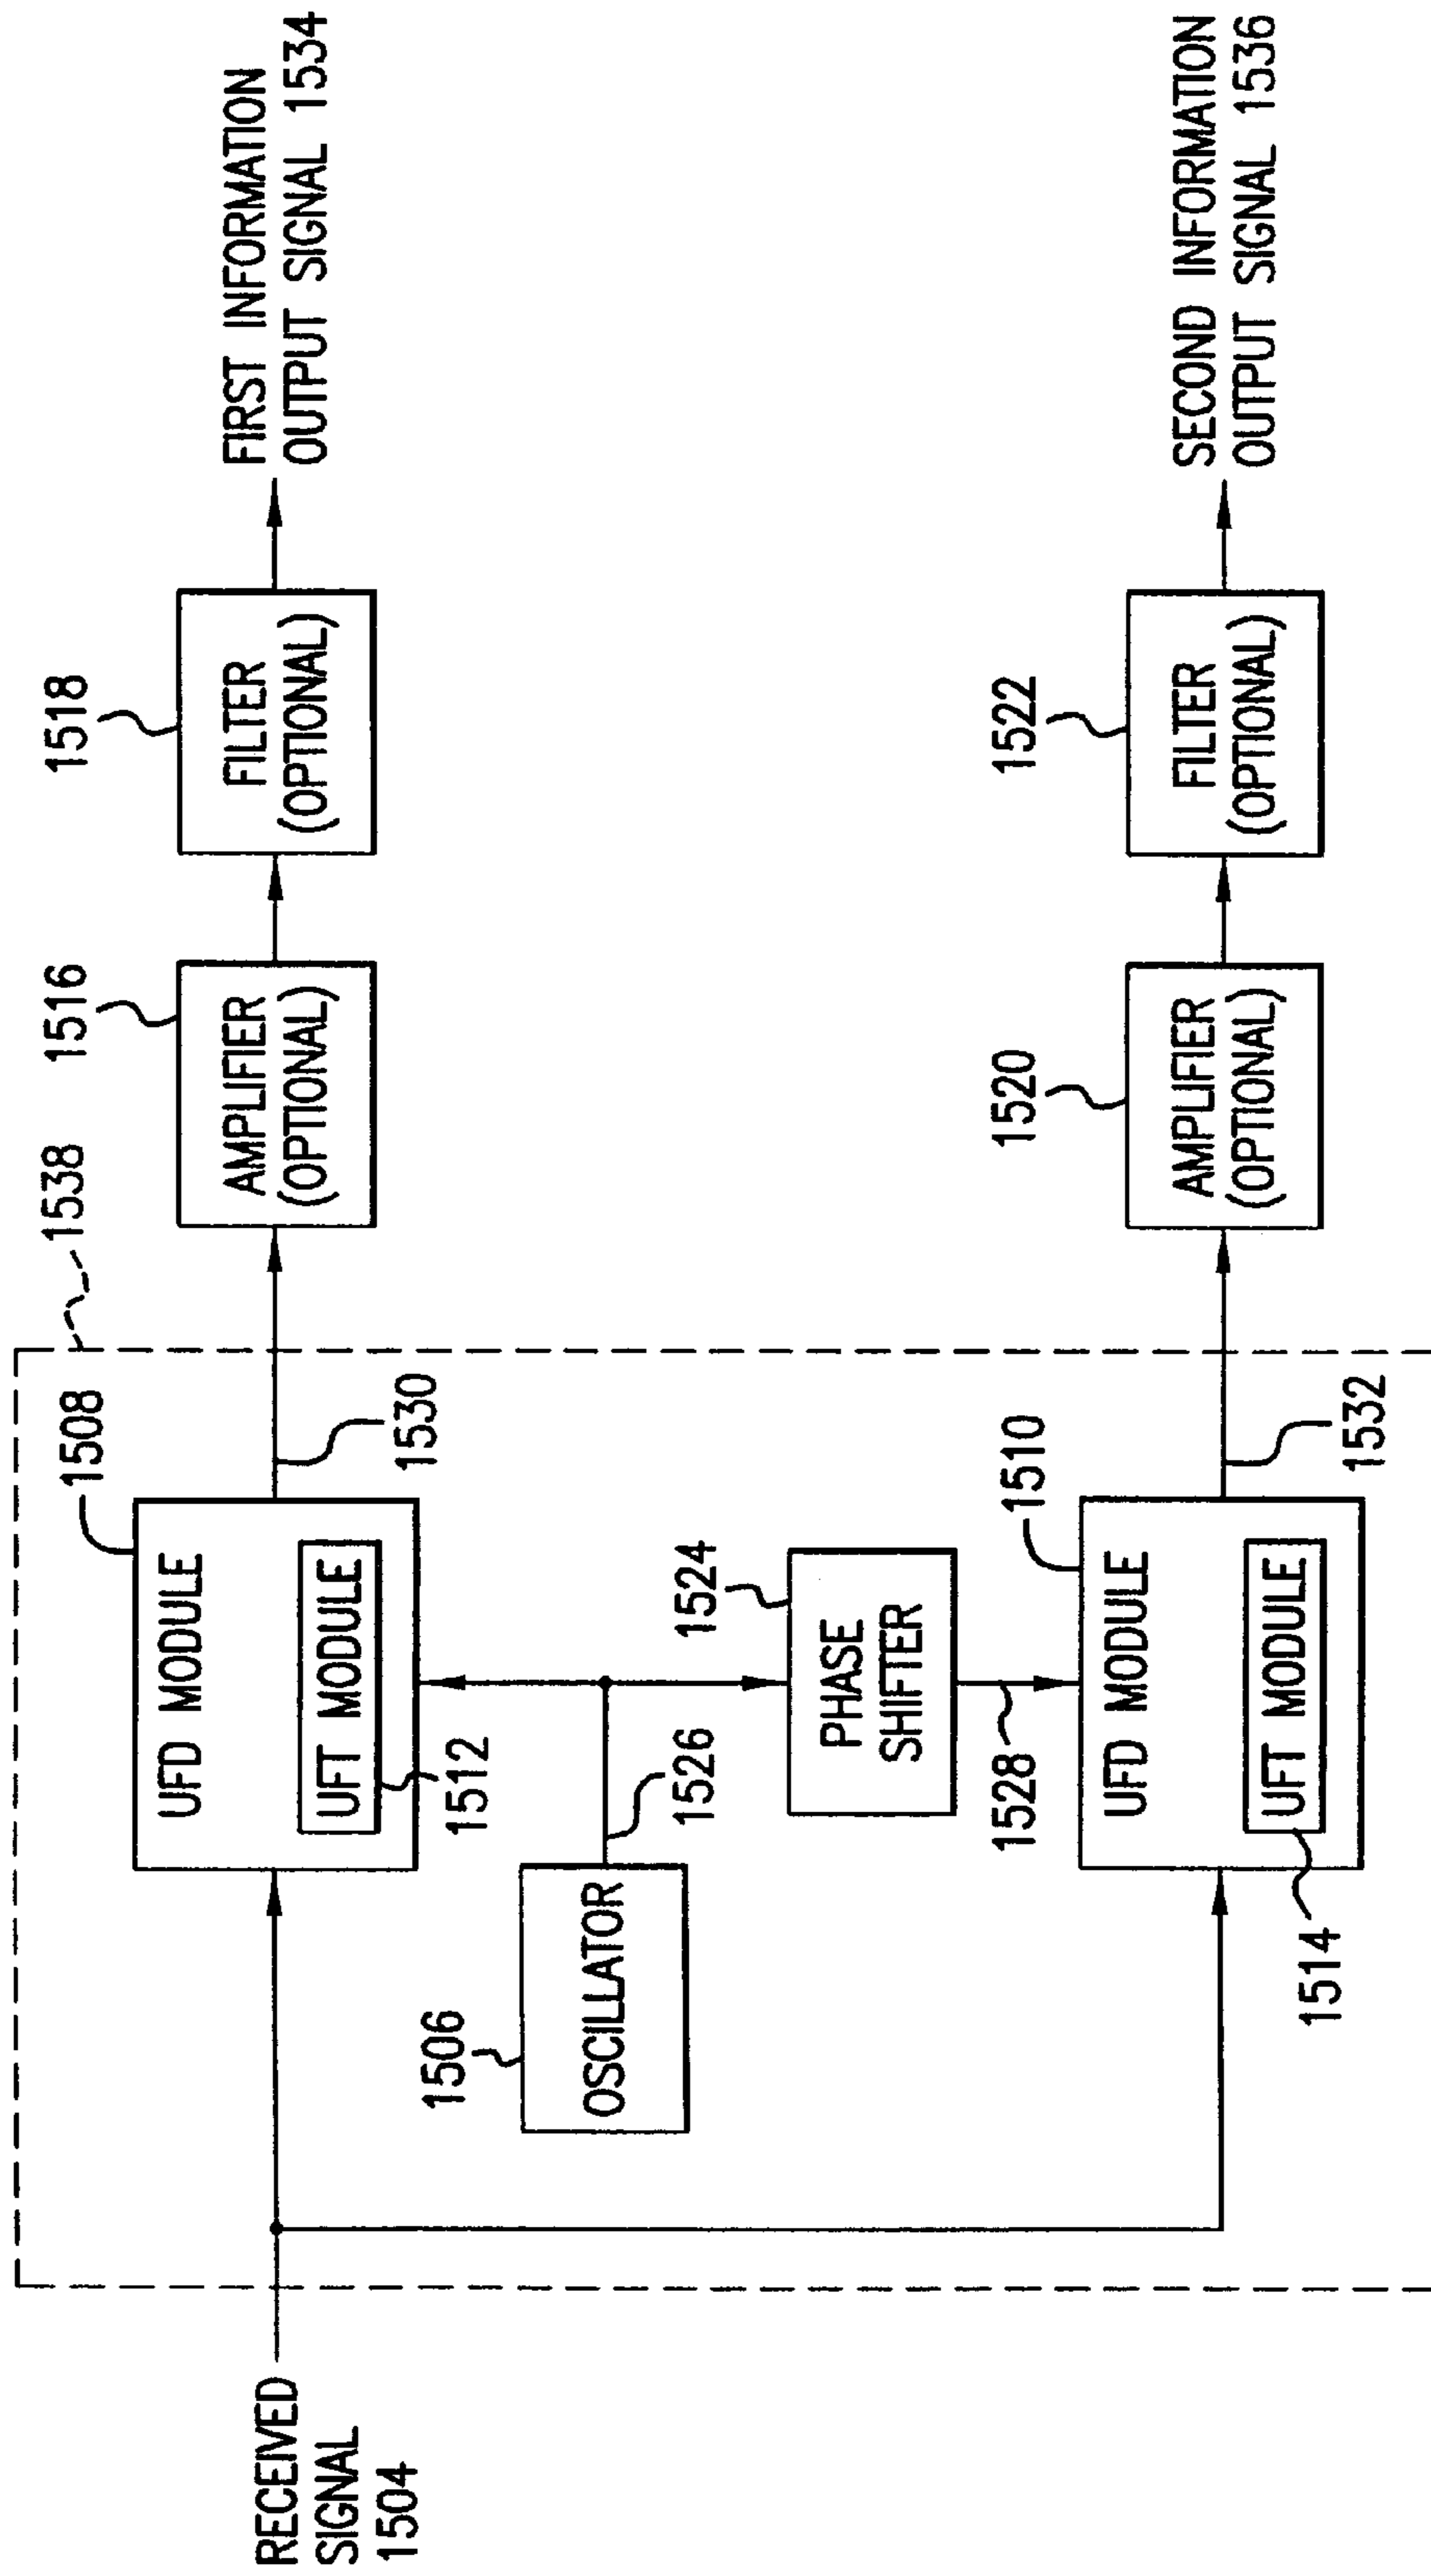 1538
1508
1516
1518
UFD MODULE
UFT MODULE
1512
1530
AMPLIFIER
(OPTIONAL)
FILTER
(OPTIONAL)
FIRST INFORMATION
OUTPUT SIGNAL 1534
RECEIVED
SIGNAL
1504
1506
OSCILLATOR
1526
1524
PHASE
SHIFTER
1528
1510
1520
1522
UFD MODULE
UFT MODULE
1514
1532
AMPLIFIER
(OPTIONAL)
FILTER
(OPTIONAL)
SECOND INFORMATION
OUTPUT SIGNAL 1536